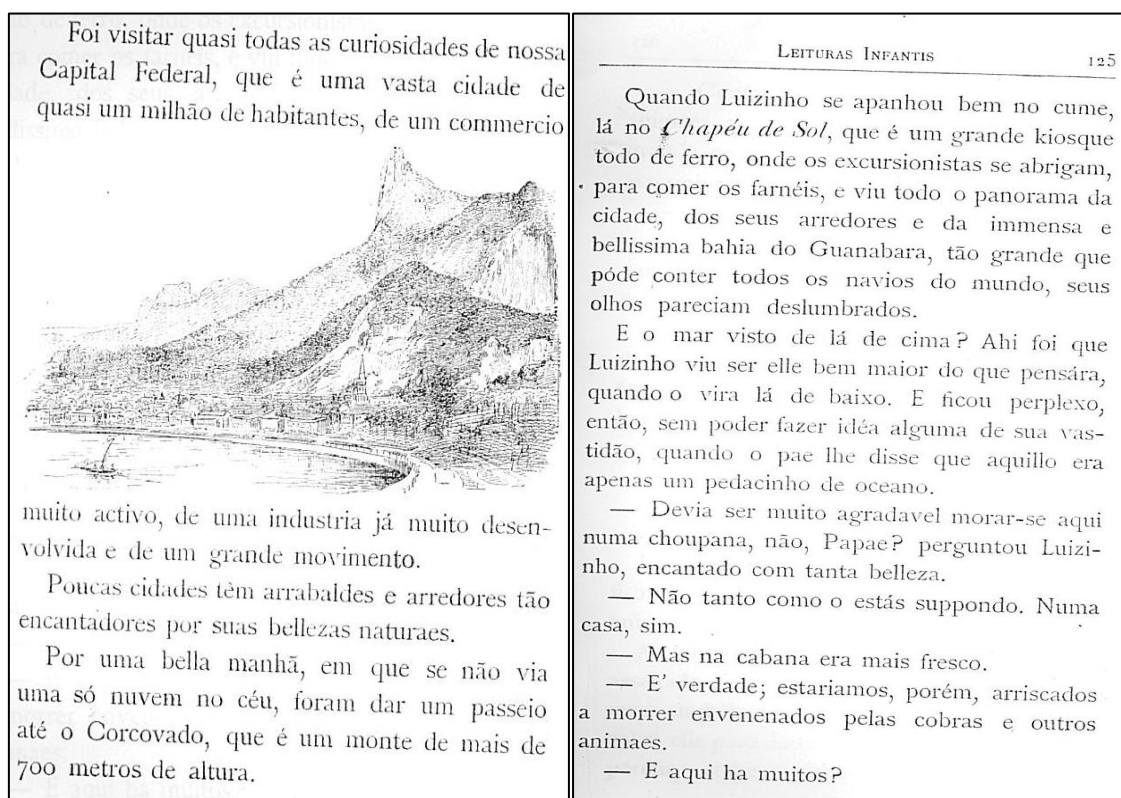 Foi visitar quasi todas as curiosidades de nossa
Capital Federal, que é uma vasta cidade de
quasi um milhão de habitantes, de um commercio
muito activo, de uma industria já muito desen-
volvida e de um grande movimento.
Poucas cidades têm arrabaldes e arredores tão
encantadores por suas bellezas naturaes.
Por uma bella manhã, em que se não via
uma só nuvem no céu, foram dar um passeio
até o Corcovado, que é um monte de mais de
700 metros de altura.
LEITURAS INFANTIS 125
Quando Luizinho se apanhou bem no cume,
lá no Chapéu de Sol, que é um grande kiosque
todo de ferro, onde os excursionistas se abrigam,
para comer os farnéis, e viu todo o panorama da
cidade, dos seus arredores e da immensa e
bellissima bahia do Guanabara, tão grande que
póde conter todos os navios do mundo, seus
olhos pareciam deslumbrados.
E o mar visto de lá de cima? Ahi foi que
Luizinho viu ser elle bem maior do que pensára,
quando o vira lá de baixo. E ficou perplexo,
então, sem poder fazer idéa alguma de sua vas-
tidão, quando o pae lhe disse que aquillo era
apenas um pedacinho de oceano.
— Devia ser muito agradavel morar-se aqui
numa choupana, não, Papae? perguntou Luizi-
nho, encantado com tanta belleza.
— Não tanto como o estás suppondo. Numa
casa, sim.
— Mas na cabana era mais fresco.
— E' verdade; estariamos, porém, arriscados
a morrer envenenados pelas cobras e outros
animaes.
— E aqui ha muitos?